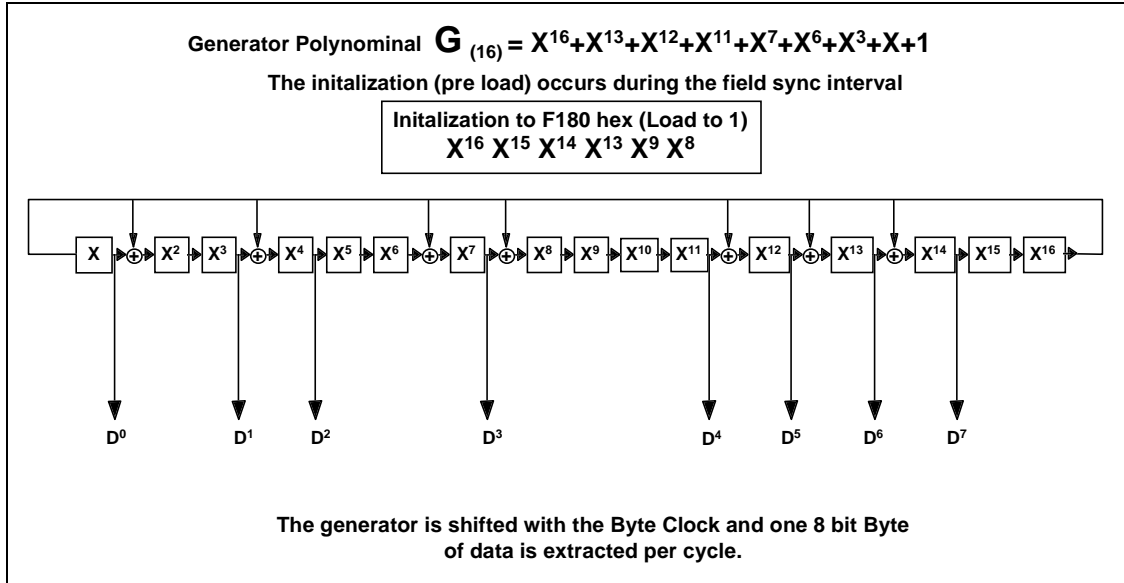 Generator Polynominal G (16) = X¹⁶+X¹³+X¹²+X¹¹+X⁷+X⁶+X³+X+1
The initalization (pre load) occurs during the field sync interval
Initalization to F180 hex (Load to 1)
X¹⁶ X¹⁵ X¹⁴ X¹³ X⁹ X⁸
X + X² X³ + X⁴ X⁵ X⁶ + X⁷ + X⁸ X⁹ X¹⁰ X¹¹ + X¹² + X¹³ + X¹⁴ X¹⁵ X¹⁶
D⁰ D¹ D² D³ D⁴ D⁵ D⁶ D⁷
The generator is shifted with the Byte Clock and one 8 bit Byte
of data is extracted per cycle.